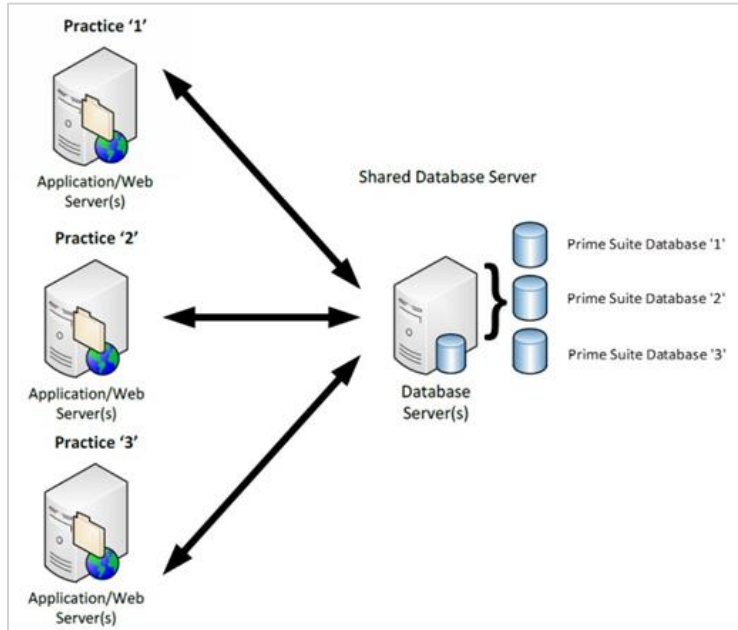 Practice ‘1’
Application/Web
Server(s)
Practice ‘2’
Application/Web
Server(s)
Practice ‘3’
Application/Web
Server(s)
Shared Database Server
Database
Server(s)
Prime Suite Database '1'
Prime Suite Database '2'
Prime Suite Database '3'